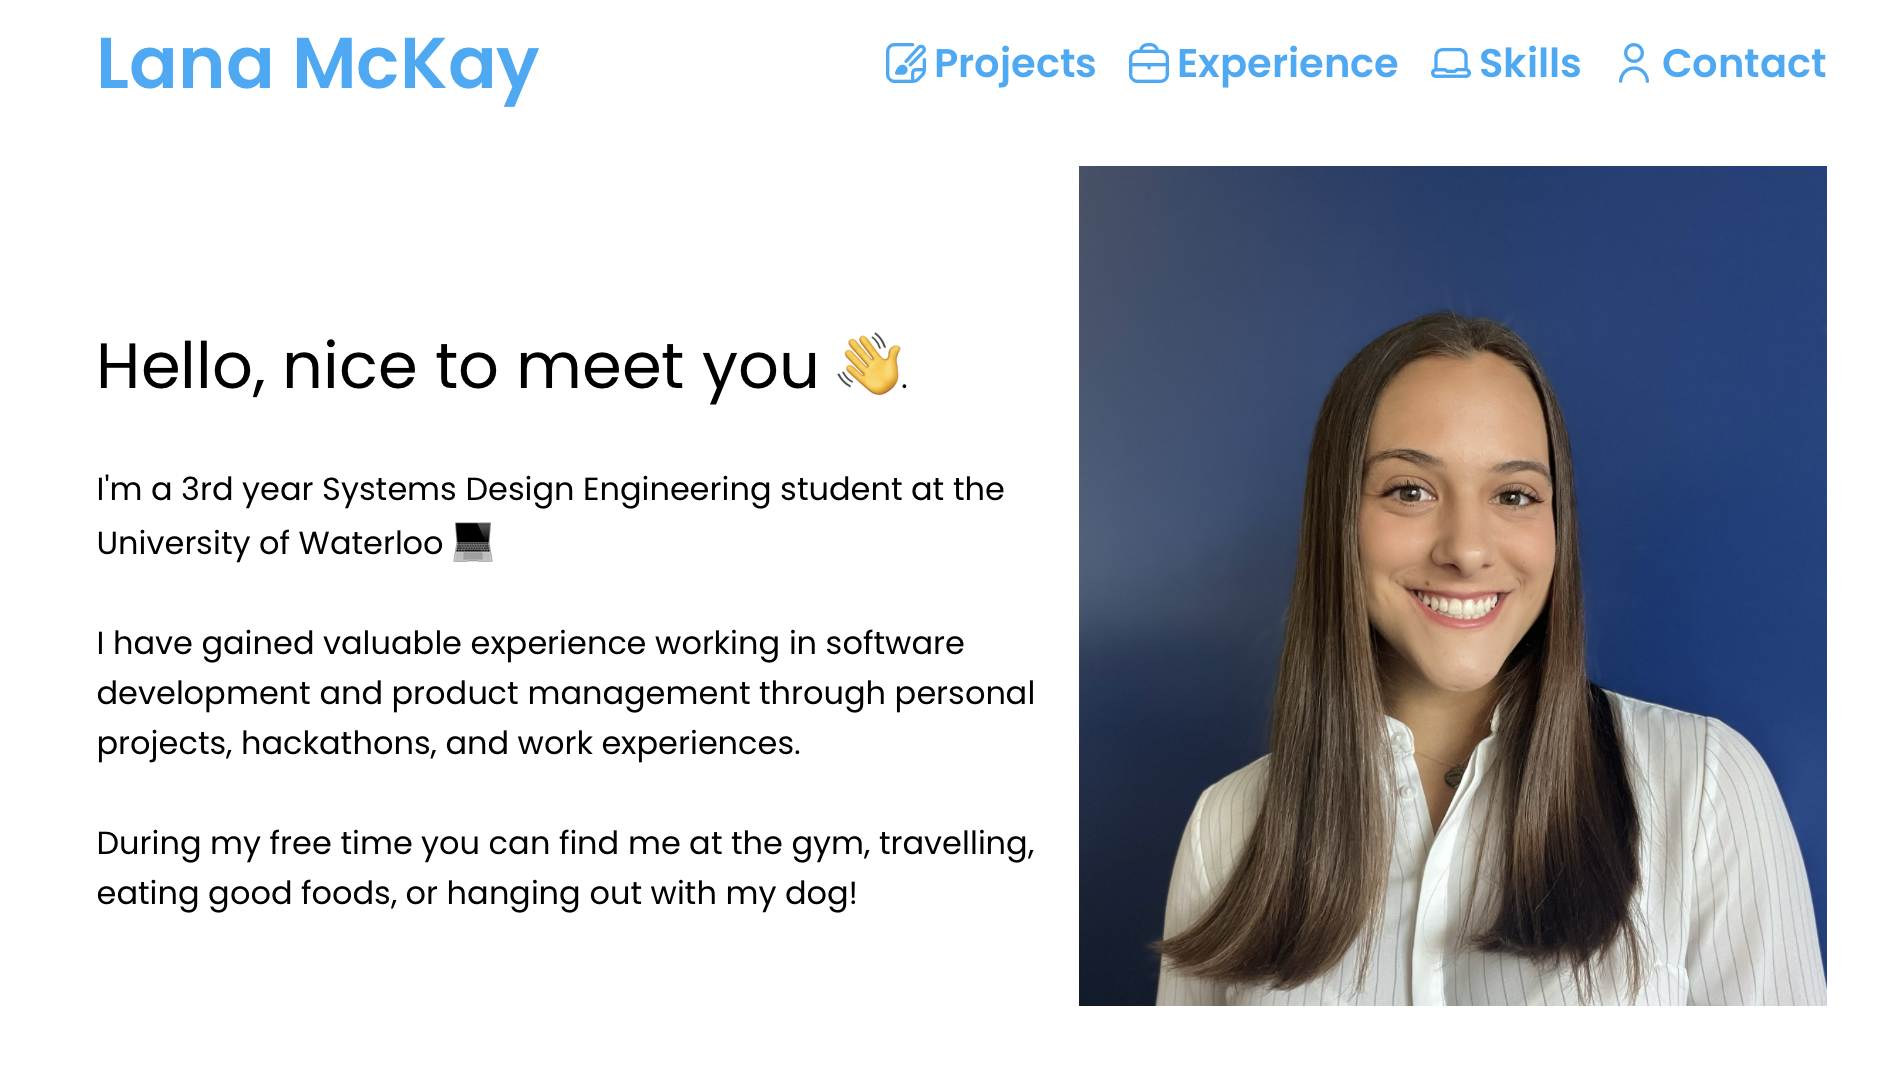 Lana McKay
Projects Experience Skills Contact
Hello, nice to meet you 👋.
I'm a 3rd year Systems Design Engineering student at the
University of Waterloo 💻
I have gained valuable experience working in software
development and product management through personal
projects, hackathons, and work experiences.
During my free time you can find me at the gym, travelling,
eating good foods, or hanging out with my dog!